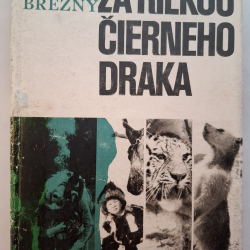 BREZNÝ
ZA RIEKOU
ČIERNEHO
DRAKA